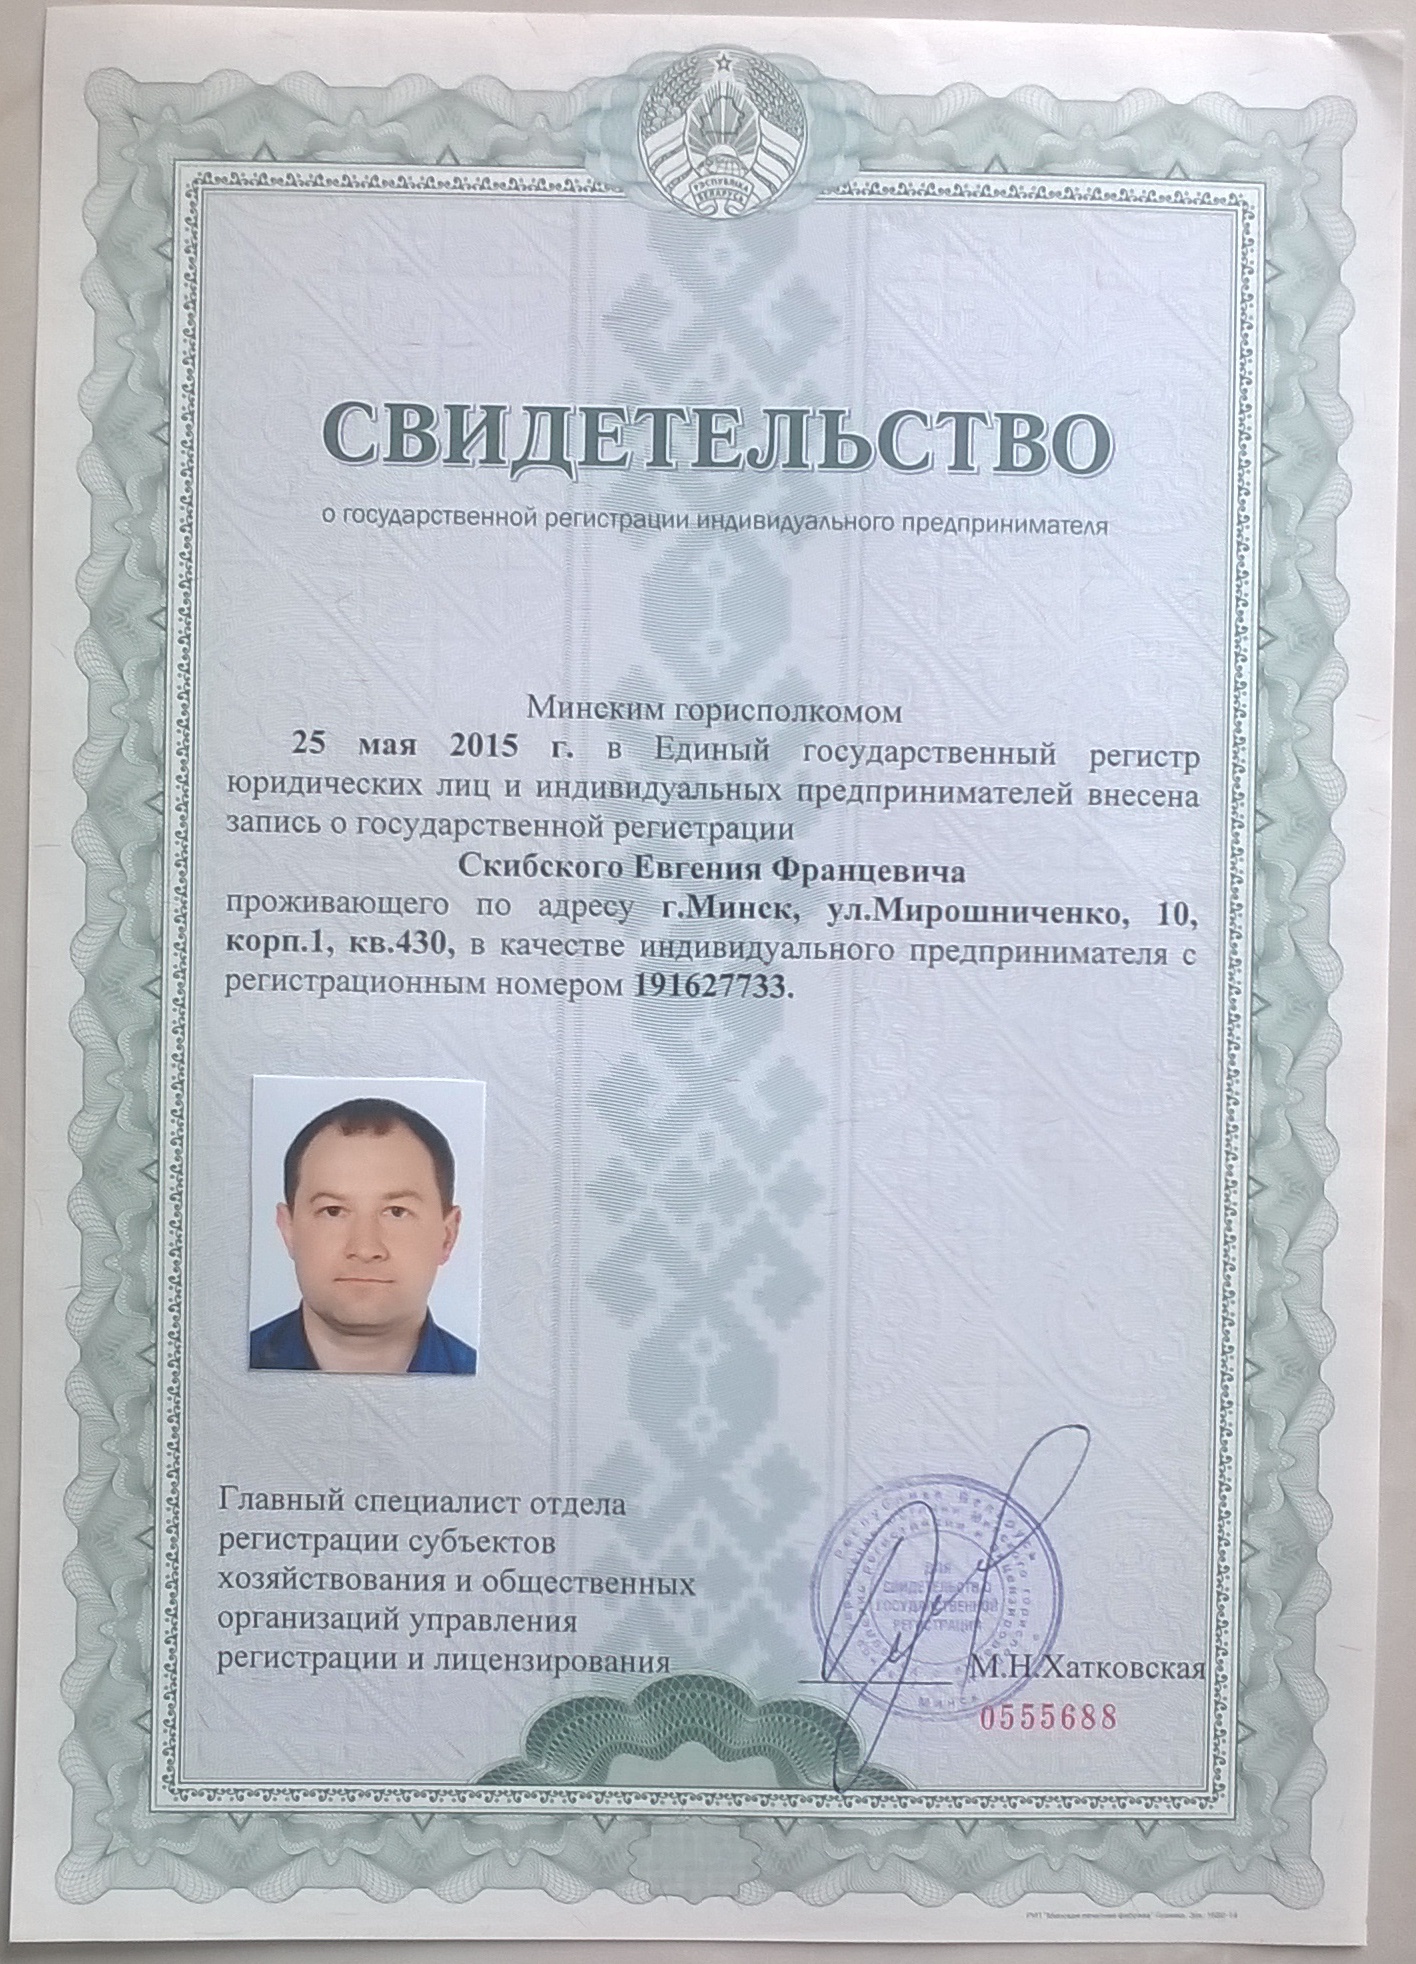 РЭСПУБЛІКА
БЕЛАРУСЬ
СВИДЕТЕЛЬСТВО
о государственной регистрации индивидуального предпринимателя
Минским горисполкомом
25 мая 2015 г. в Единый государственный регистр
юридических лиц и индивидуальных предпринимателей внесена
запись о государственной регистрации
Скибского Евгения Францевича
проживающего по адресу г.Минск, ул.Мирошниченко, 10,
корп.1, кв.430, в качестве индивидуального предпринимателя с
регистрационным номером 191627733.
Главный специалист отдела
регистрации субъектов
хозяйствования и общественных
организаций управления
регистрации и лицензирования
Республика Беларусь
ДЛЯ
СВИДЕТЕЛЬСТВ О
ГОСУДАРСТВЕННОЙ
РЕГИСТРАЦИИ
Минск
М.Н.Хатковская
0555688